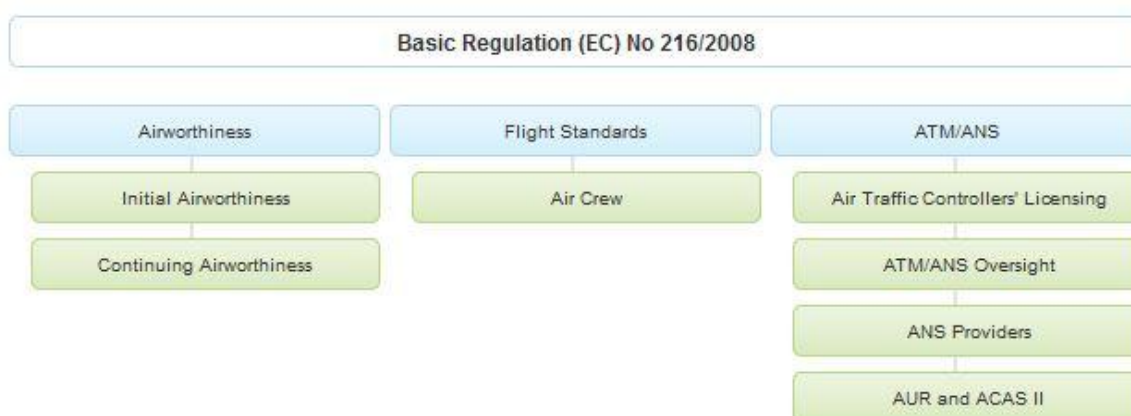 Basic Regulation (EC) No 216/2008
Airworthiness
Flight Standards
ATM/ANS
Initial Airworthiness
Air Crew
Air Traffic Controllers' Licensing
Continuing Airworthiness
ATM/ANS Oversight
ANS Providers
AUR and ACAS II